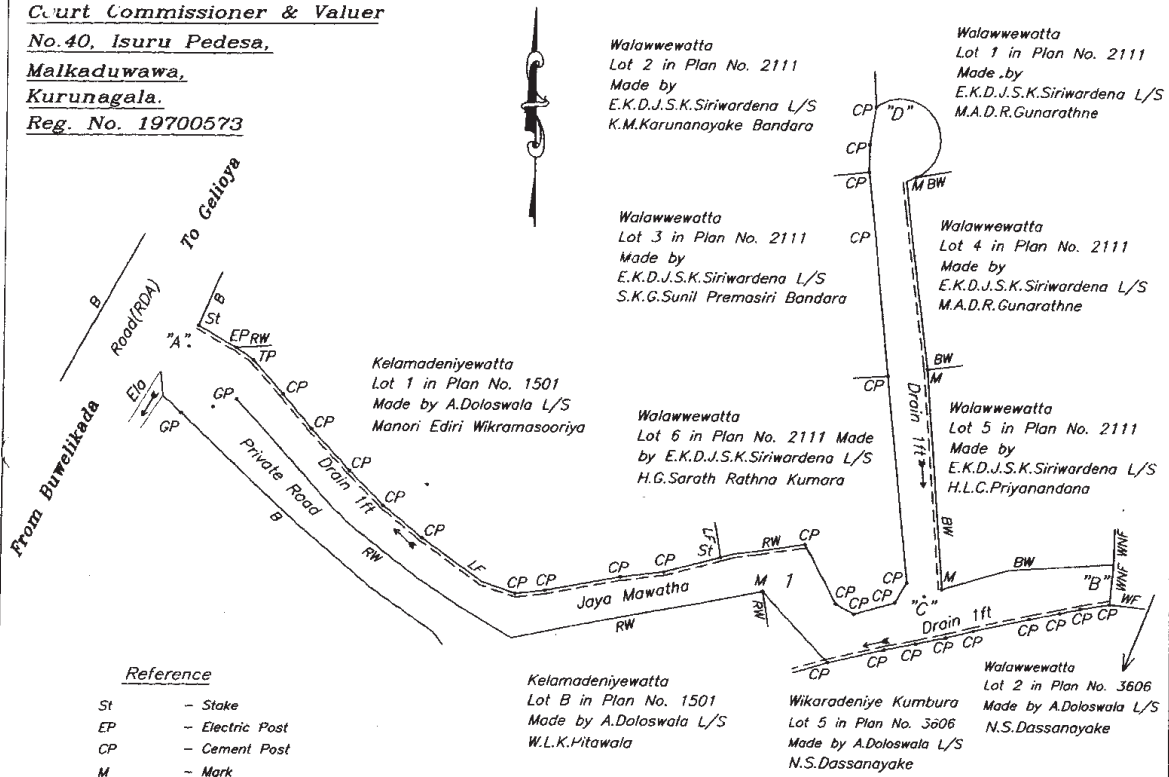 Court Commissioner & Valuer
No.40, Isuru Pedesa,
Malkaduwawa,
Kurunagala.
Reg. No. 19700573
Walawwewatta
Lot 2 in Plan No. 2111
Made by
E.K.D.J.S.K.Siriwardena L/S
K.M.Karunanayake Bandara
Walawwewatta
Lot 1 in Plan No. 2111
Made by
E.K.D.J.S.K.Siriwardena L/S
M.A.D.R.Gunarathne
CP
"D"
CP
CP
M BW
To Gelioya
B
Road(RDA)
B
St
"A"
EP RW
TP
Walawwewatta
Lot 3 in Plan No. 2111
Made by
E.K.D.J.S.K.Siriwardena L/S
S.K.G.Sunil Premasiri Bandara
CP
Walawwewatta
Lot 4 in Plan No. 2111
Made by
E.K.D.J.S.K.Siriwardena L/S
M.A.D.R.Gunarathne
BW
M
CP
Drain 1ft
Kelamadeniyewatta
Lot 1 in Plan No. 1501
Made by A.Doloswala L/S
Manori Ediri Wikramasooriya
Ela
GP
GP
CP
CP
CP
CP
CP
From Buwelikada
Private Road
Drain 1ft
B
RW
LF
Walawwewatta
Lot 6 in Plan No. 2111 Made
by E.K.D.J.S.K.Siriwardena L/S
H.G.Sarath Rathna Kumara
Walawwewatta
Lot 5 in Plan No. 2111
Made by
E.K.D.J.S.K.Siriwardena L/S
H.L.C.Priyanandana
BW
LF
St
RW
CP
CP
CP
CP CP
Jaya Mawatha
RW
M
1
RW
CP
CP
CP
CP
"C"
M
BW
"B"
WNF
WNF
WF
Drain 1ft
CP
CP CP CP CP
CP CP CP CP
Reference
St - Stake
EP - Electric Post
CP - Cement Post
M - Mark
Kelamadeniyewatta
Lot B in Plan No. 1501
Made by A.Doloswala L/S
W.L.K.Pitawala
Wikaradeniye Kumbura
Lot 5 in Plan No. 3606
Made by A.Doloswala L/S
N.S.Dassanayake
Walawwewatta
Lot 2 in Plan No. 3606
Made by A.Doloswala L/S
N.S.Dassanayake